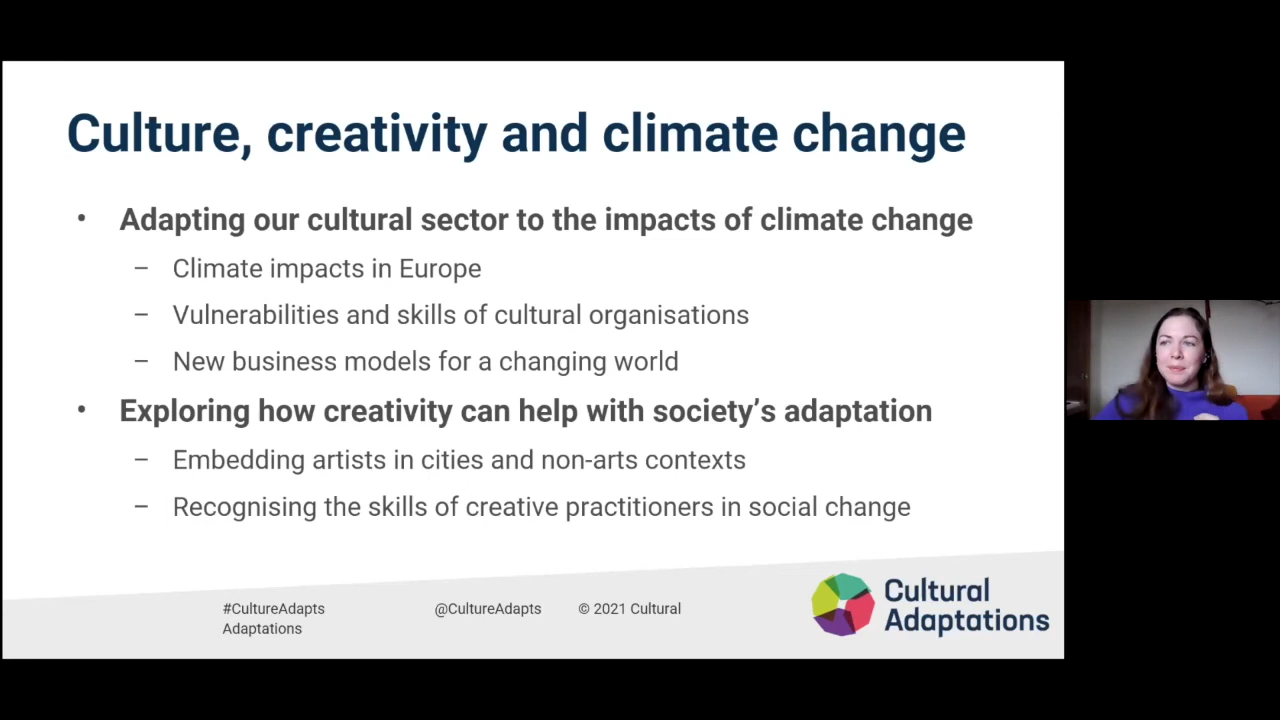 Culture, creativity and climate change
• Adapting our cultural sector to the impacts of climate change
– Climate impacts in Europe
– Vulnerabilities and skills of cultural organisations
– New business models for a changing world
• Exploring how creativity can help with society’s adaptation
– Embedding artists in cities and non-arts contexts
– Recognising the skills of creative practitioners in social change
#CultureAdapts @CultureAdapts © 2021 Cultural
Adaptations
Cultural
Adaptations